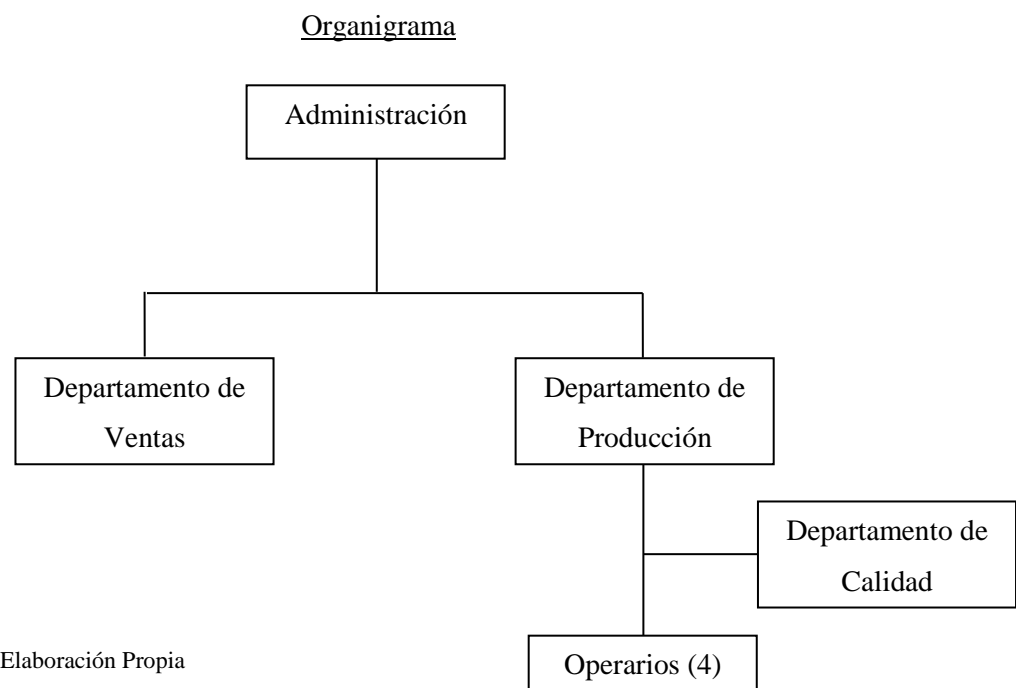 Organigrama
Administración
Departamento de
Ventas
Departamento de
Producción
Departamento de
Calidad
Operarios (4)
Elaboración Propia